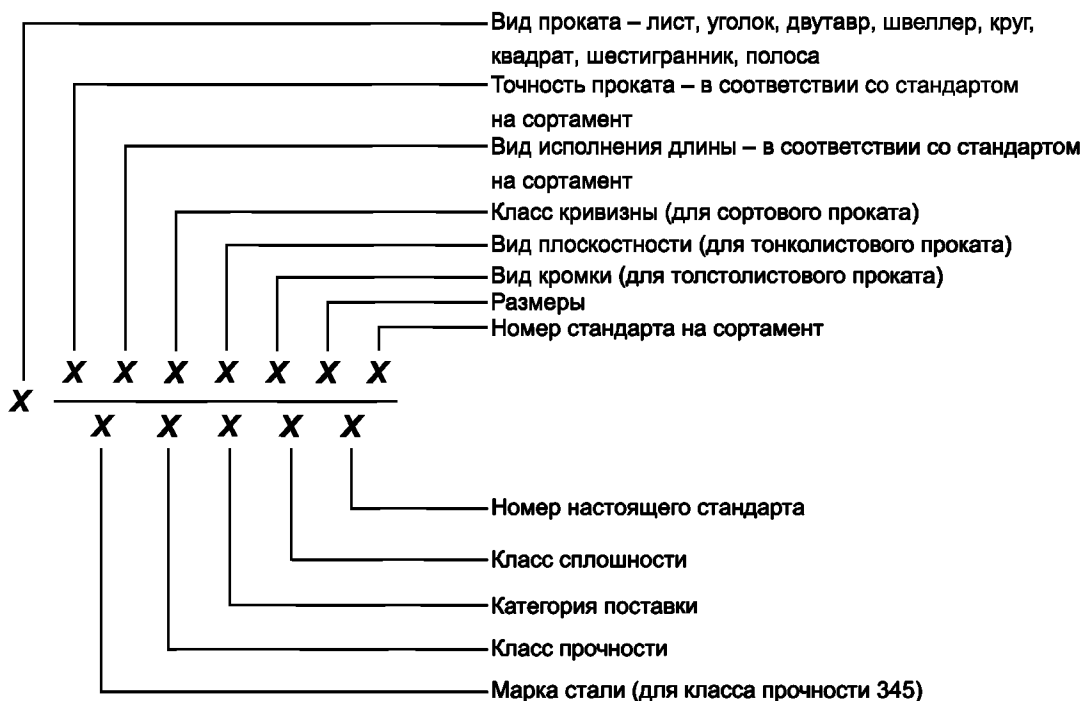 Вид проката – лист, уголок, двутавр, швеллер, круг,
квадрат, шестигранник, полоса
Точность проката – в соответствии со стандартом
на сортамент
Вид исполнения длины – в соответствии со стандартом
на сортамент
Класс кривизны (для сортового проката)
Вид плоскостности (для тонколистового проката)
Вид кромки (для толстолистового проката)
Размеры
Номер стандарта на сортамент
Х Х Х Х Х Х Х
Х
Х Х Х Х Х
Номер настоящего стандарта
Класс сплошности
Категория поставки
Класс прочности
Марка стали (для класса прочности 345)